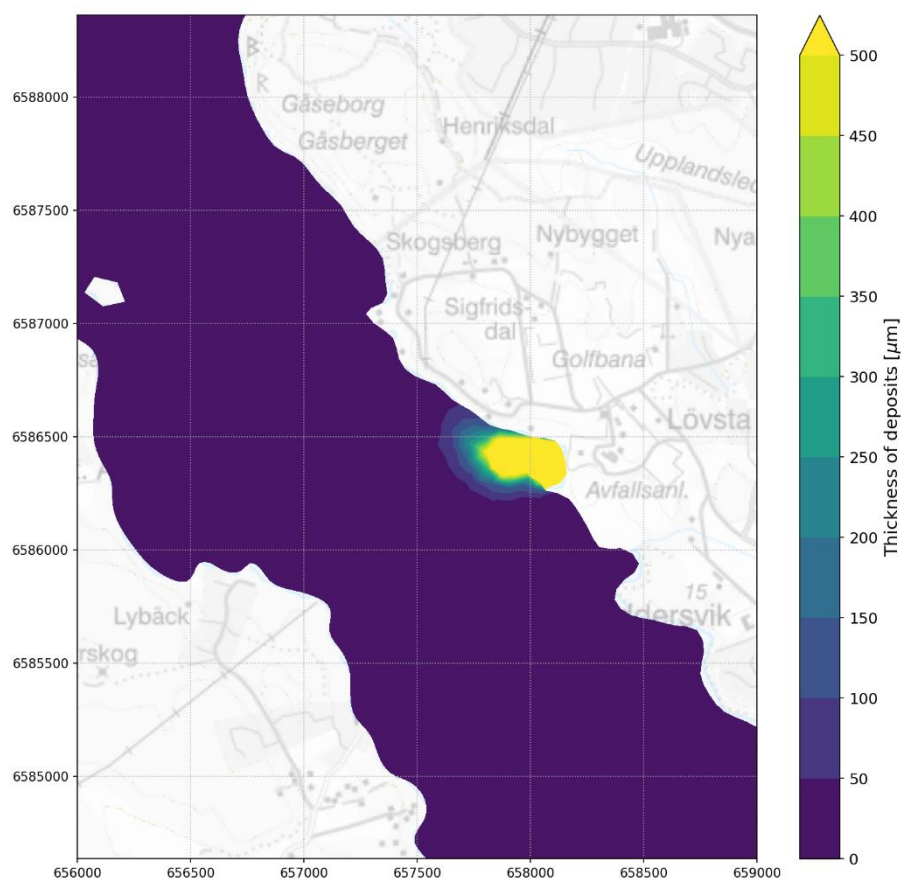 6588000
6587500
6587000
6586500
6586000
6585500
6585000
656000 656500 657000 657500 658000 658500 659000
Gåseborg
Gåsberget
Henriksdal
Upplandsled
Skogsberg
Nybygget
Nya
Sigfrids-
dal
Golfbana
Lövsta
Avfallsanl.
15
ldersvik
Lybäck
rskog
500
450
400
350
300
250
200
150
100
50
0
Thickness of deposits [μm]